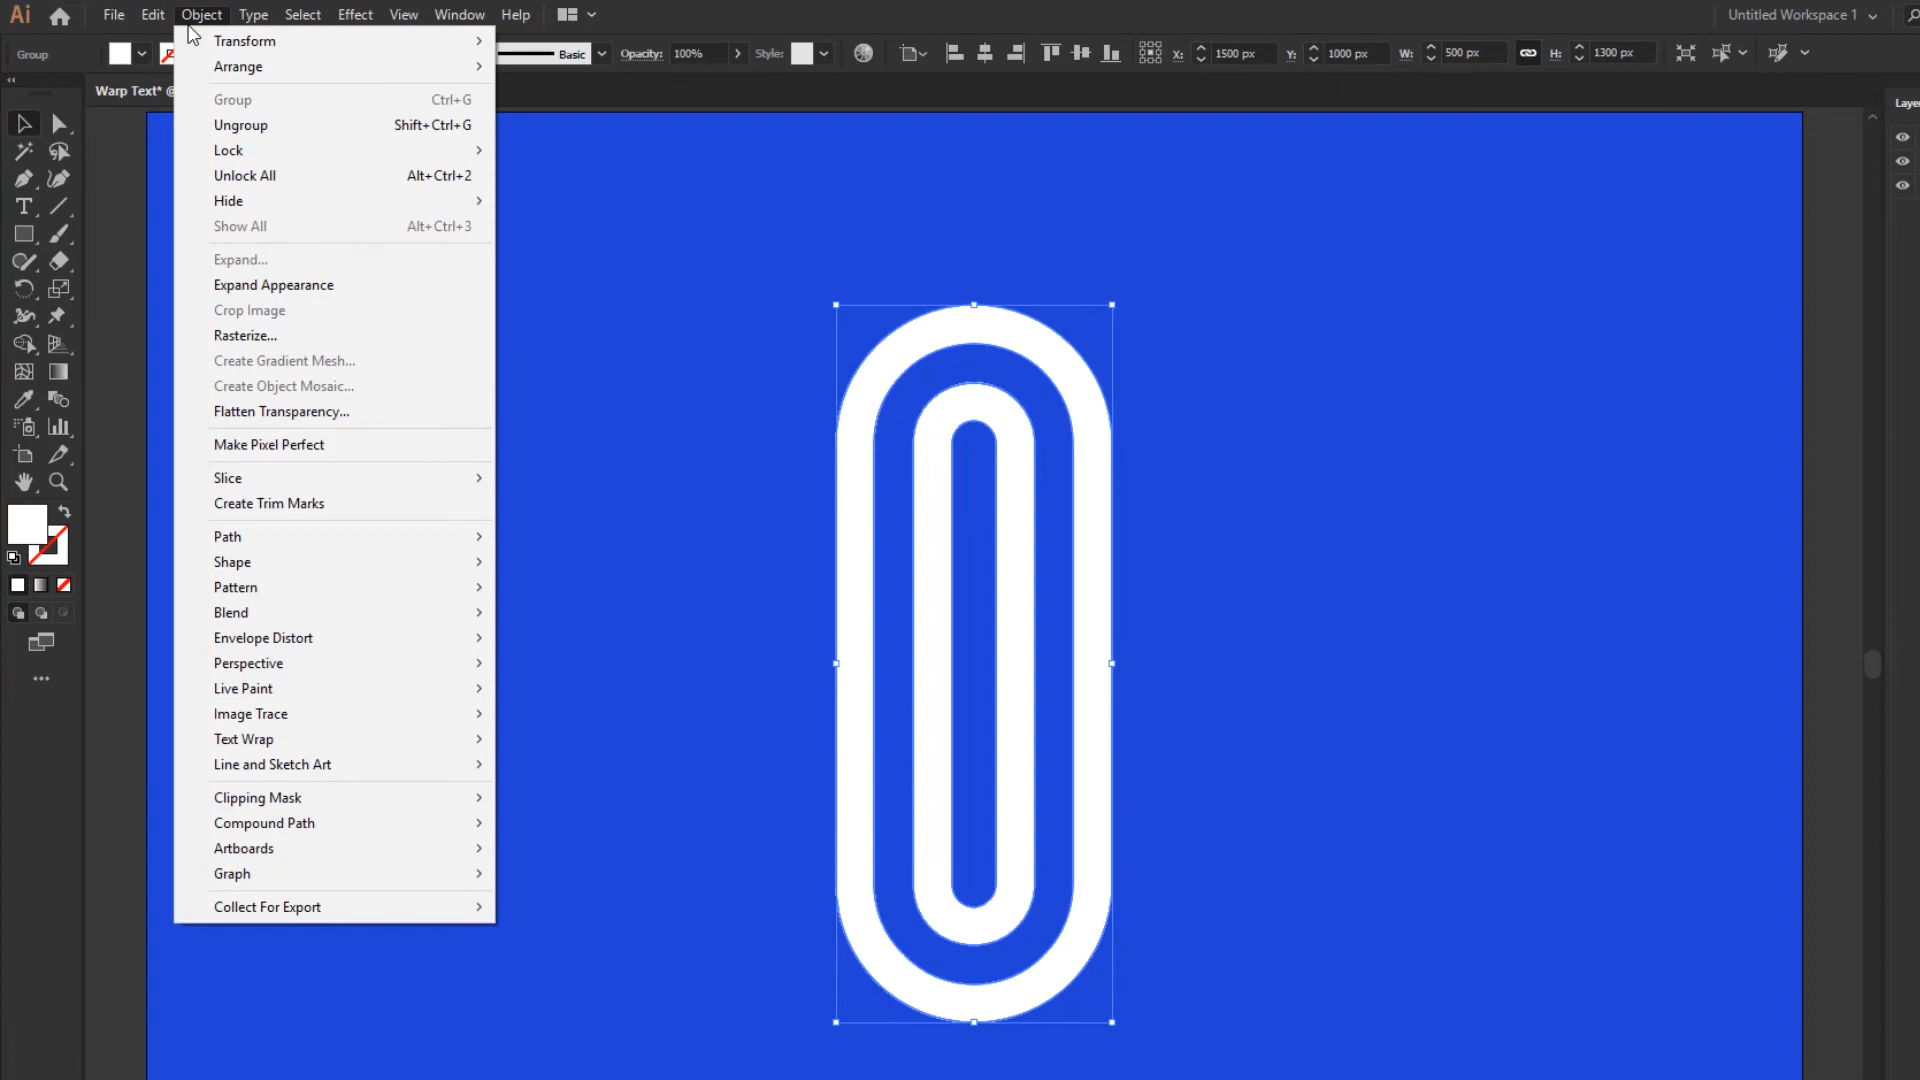 Ai File Edit Object Type Select Effect View Window Help
Untitled Workspace 1
Group
Basic Opacity: 100% Style: X: 1500 px Y: 1000 px W: 500 px H: 1300 px
Warp Text* @
Transform
Arrange
Group Ctrl+G
Ungroup Shift+Ctrl+G
Lock
Unlock All Alt+Ctrl+2
Hide
Show All Alt+Ctrl+3
Expand...
Expand Appearance
Crop Image
Rasterize...
Create Gradient Mesh...
Create Object Mosaic...
Flatten Transparency...
Make Pixel Perfect
Slice
Create Trim Marks
Path
Shape
Pattern
Blend
Envelope Distort
Perspective
Live Paint
Image Trace
Text Wrap
Line and Sketch Art
Clipping Mask
Compound Path
Artboards
Graph
Collect For Export